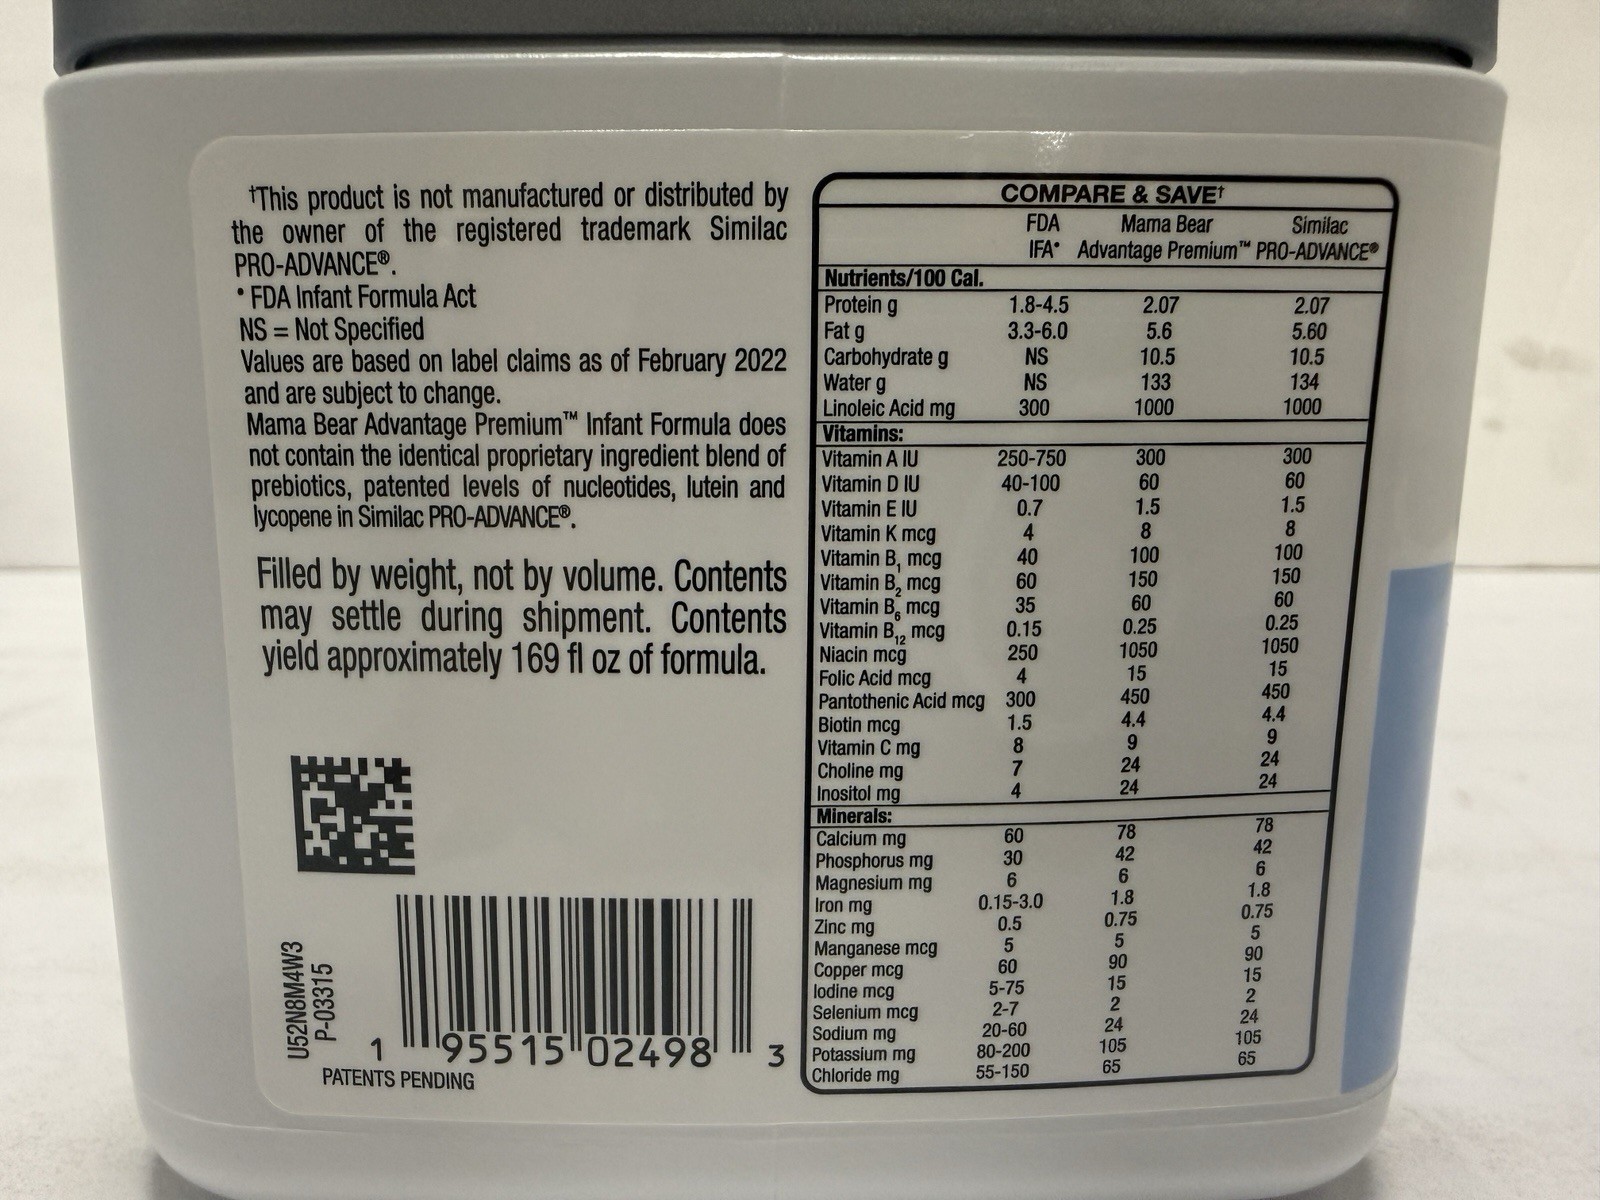 †This product is not manufactured or distributed by
the owner of the registered trademark Similac
PRO-ADVANCE®.
• FDA Infant Formula Act
NS = Not Specified
Values are based on label claims as of February 2022
and are subject to change.
Mama Bear Advantage Premium™ Infant Formula does
not contain the identical proprietary ingredient blend of
prebiotics, patented levels of nucleotides, lutein and
lycopene in Similac PRO-ADVANCE®.
Filled by weight, not by volume. Contents
may settle during shipment. Contents
yield approximately 169 fl oz of formula.
U52N8M4W3
P-03315
1 95515 02498 3
PATENTS PENDING
COMPARE & SAVE†
FDA Mama Bear Similac
IFA• Advantage Premium™ PRO-ADVANCE®
Nutrients/100 Cal.
Protein g 1.8-4.5 2.07 2.07
Fat g 3.3-6.0 5.6 5.60
Carbohydrate g NS 10.5 10.5
Water g NS 133 134
Linoleic Acid mg 300 1000 1000
Vitamins:
Vitamin A IU 250-750 300 300
Vitamin D IU 40-100 60 60
Vitamin E IU 0.7 1.5 1.5
Vitamin K mcg 4 8 8
Vitamin B₁ mcg 40 100 100
Vitamin B₂ mcg 60 150 150
Vitamin B₆ mcg 35 60 60
Vitamin B₁₂ mcg 0.15 0.25 0.25
Niacin mcg 250 1050 1050
Folic Acid mcg 4 15 15
Pantothenic Acid mcg 300 450 450
Biotin mcg 1.5 4.4 4.4
Vitamin C mg 8 9 9
Choline mg 7 24 24
Inositol mg 4 24 24
Minerals:
Calcium mg 60 78 78
Phosphorus mg 30 42 42
Magnesium mg 6 6 6
Iron mg 0.15-3.0 1.8 1.8
Zinc mg 0.5 0.75 0.75
Manganese mcg 5 5 5
Copper mcg 60 90 90
Iodine mcg 5-75 15 15
Selenium mcg 2-7 2 2
Sodium mg 20-60 24 24
Potassium mg 80-200 105 105
Chloride mg 55-150 65 65